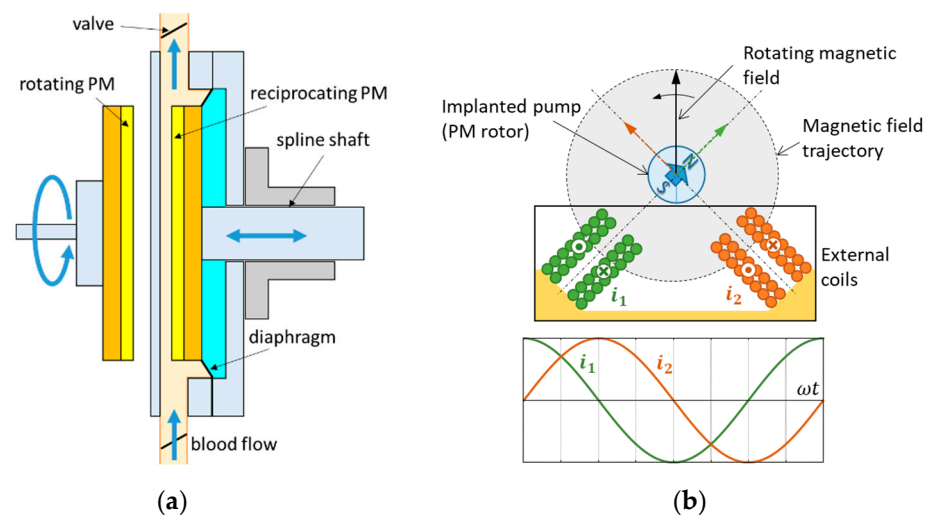 valve
rotating PM
reciprocating PM
spline shaft
diaphragm
blood flow
(a)
Rotating magnetic
field
Implanted pump
(PM rotor)
Magnetic field
trajectory
N
S
External
coils
i₁
i₂
i₁
i₂
ωt
(b)